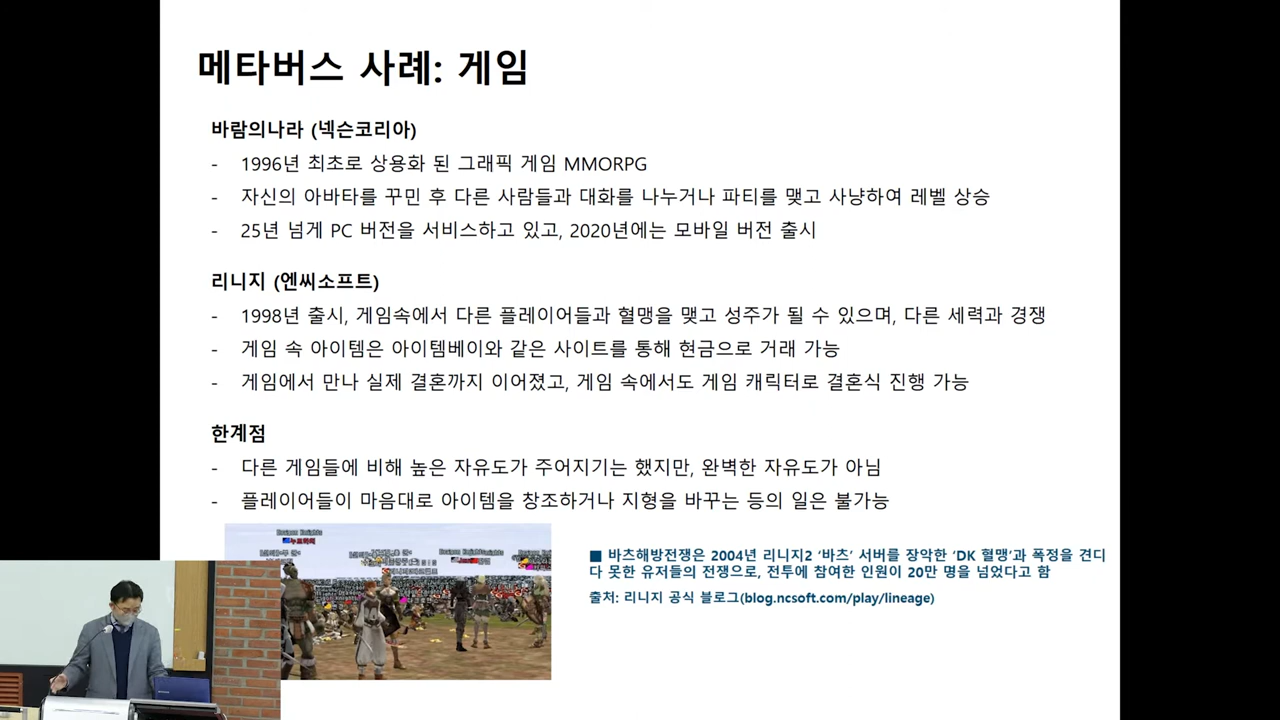 메타버스 사례: 게임
바람의나라 (넥슨코리아)
- 1996년 최초로 상용화 된 그래픽 게임 MMORPG
- 자신의 아바타를 꾸민 후 다른 사람들과 대화를 나누거나 파티를 맺고 사냥하여 레벨 상승
- 25년 넘게 PC 버전을 서비스하고 있고, 2020년에는 모바일 버전 출시
리니지 (엔씨소프트)
- 1998년 출시, 게임속에서 다른 플레이어들과 혈맹을 맺고 성주가 될 수 있으며, 다른 세력과 경쟁
- 게임 속 아이템은 아이템베이와 같은 사이트를 통해 현금으로 거래 가능
- 게임에서 만나 실제 결혼까지 이어졌고, 게임 속에서도 게임 캐릭터로 결혼식 진행 가능
한계점
- 다른 게임들에 비해 높은 자유도가 주어지기는 했지만, 완벽한 자유도가 아님
- 플레이어들이 마음대로 아이템을 창조하거나 지형을 바꾸는 등의 일은 불가능
■ 바츠해방전쟁은 2004년 리니지2 ‘바츠’ 서버를 장악한 ‘DK 혈맹’과 폭정을 견디
다 못한 유저들의 전쟁으로, 전투에 참여한 인원이 20만 명을 넘었다고 함
출처: 리니지 공식 블로그(blog.ncsoft.com/play/lineage)